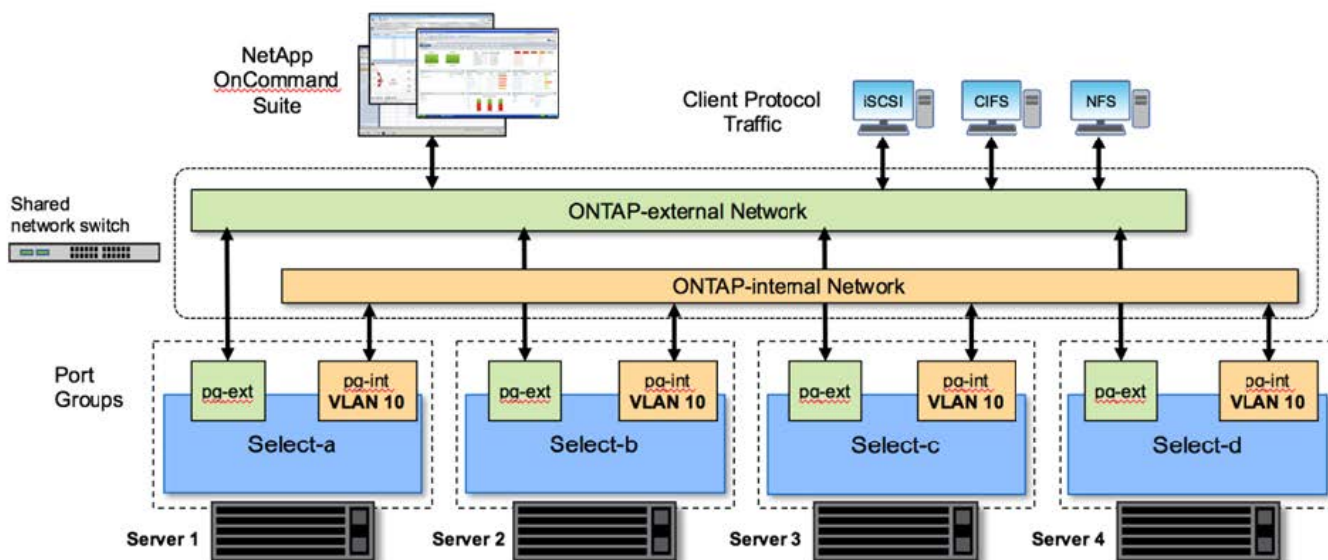 NetApp
OnCommand
Suite
Client Protocol
Traffic
iSCSI
CIFS
NFS
Shared
network switch
ONTAP-external Network
ONTAP-internal Network
Port
Groups
pg-ext
pg-int
VLAN 10
Select-a
pg-ext
pg-int
VLAN 10
Select-b
pg-ext
pg-int
VLAN 10
Select-c
pg-ext
pg-int
VLAN 10
Select-d
Server 1
Server 2
Server 3
Server 4